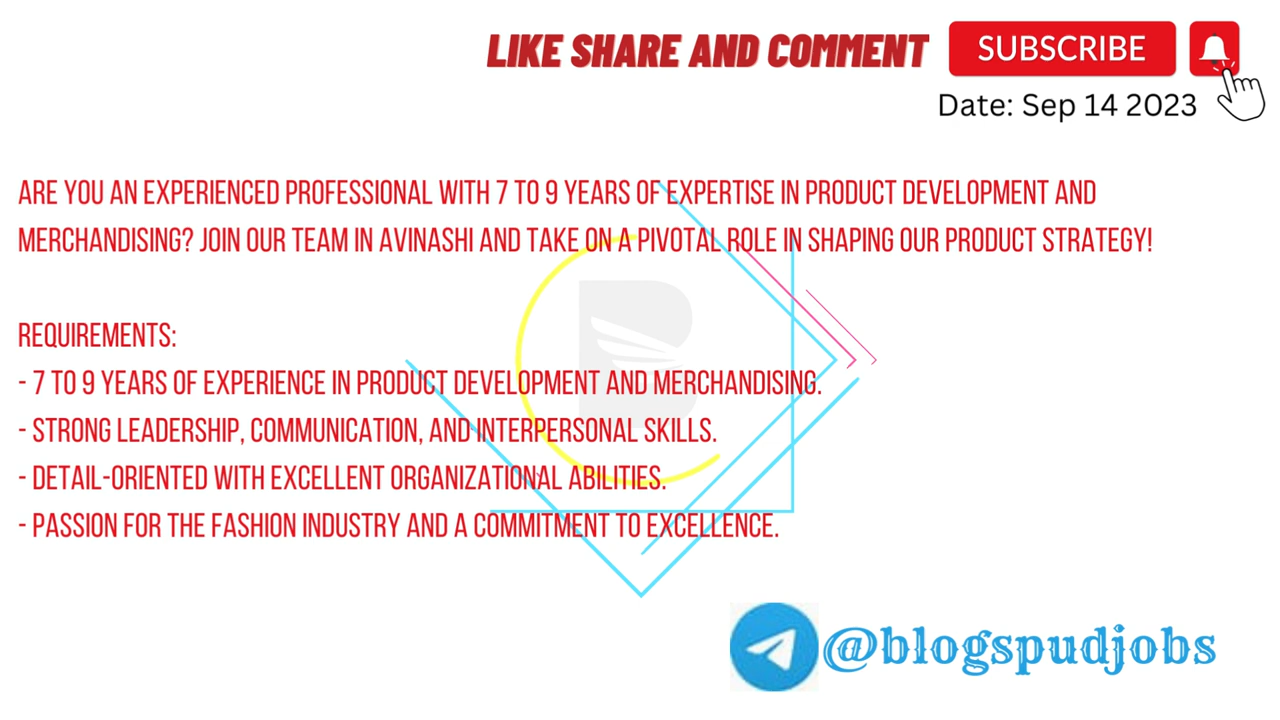 LIKE SHARE AND COMMENT SUBSCRIBE
Date: Sep 14 2023
ARE YOU AN EXPERIENCED PROFESSIONAL WITH 7 TO 9 YEARS OF EXPERTISE IN PRODUCT DEVELOPMENT AND
MERCHANDISING? JOIN OUR TEAM IN AVINASHI AND TAKE ON A PIVOTAL ROLE IN SHAPING OUR PRODUCT STRATEGY!
REQUIREMENTS:
- 7 TO 9 YEARS OF EXPERIENCE IN PRODUCT DEVELOPMENT AND MERCHANDISING.
- STRONG LEADERSHIP, COMMUNICATION, AND INTERPERSONAL SKILLS.
- DETAIL-ORIENTED WITH EXCELLENT ORGANIZATIONAL ABILITIES.
- PASSION FOR THE FASHION INDUSTRY AND A COMMITMENT TO EXCELLENCE.
@blogspudjobs